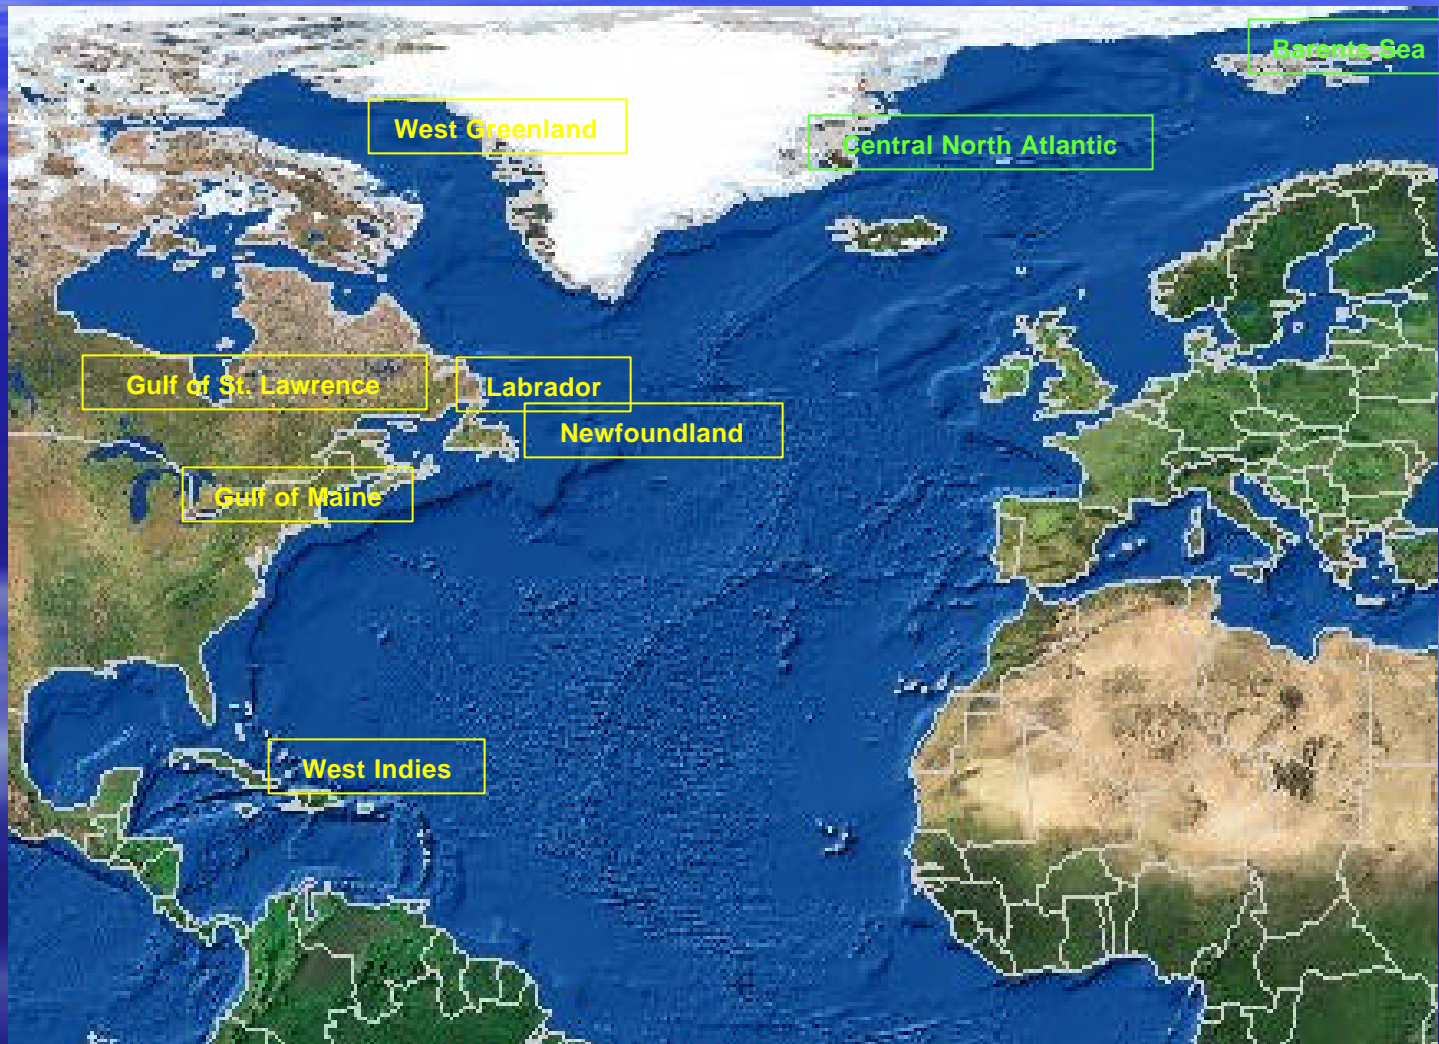 Barents Sea
West Greenland
Central North Atlantic
Gulf of St. Lawrence
Labrador
Newfoundland
Gulf of Maine
West Indies